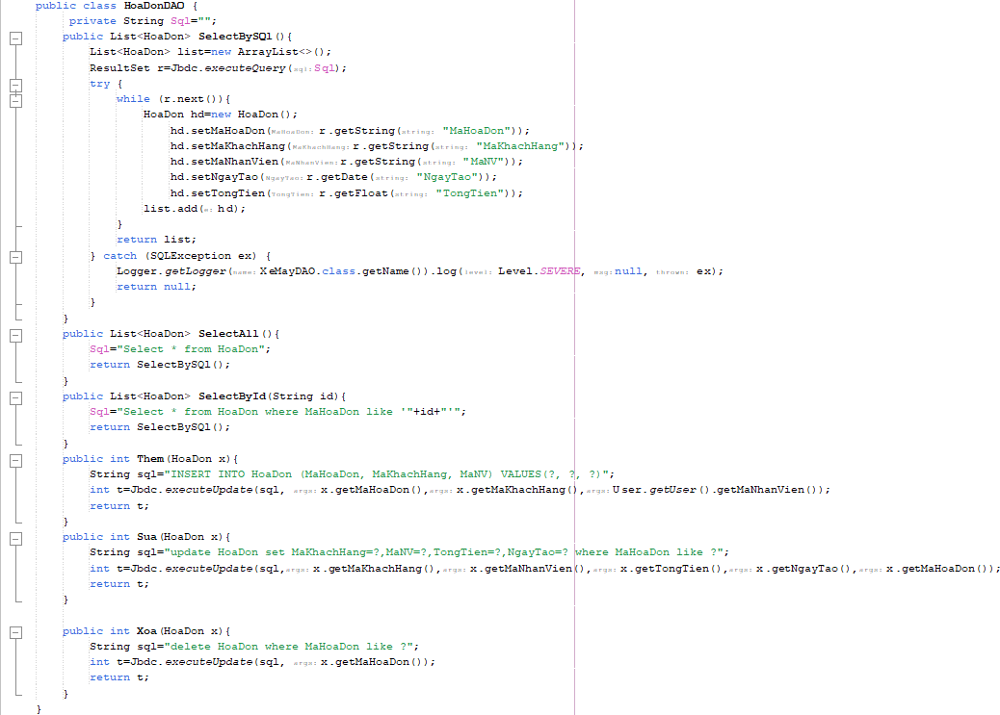 public class HoaDonDAO {
private String Sql="";
public List<HoaDon> SelectBySQl(){
List<HoaDon> list=new ArrayList<>();
ResultSet r=Jbdc.executeQuery(sql: Sql);
try {
while (r.next()){
HoaDon hd=new HoaDon();
hd.setMaHoaDon(MaHoaDon: r.getString(string: "MaHoaDon"));
hd.setMaKhachHang(MaKhachHang: r.getString(string: "MaKhachHang"));
hd.setMaNhanVien(MaNhanVien: r.getString(string: "MaNV"));
hd.setNgayTao(NgayTao: r.getDate(string: "NgayTao"));
hd.setTongTien(TongTien: r.getFloat(string: "TongTien"));
list.add(e: hd);
}
return list;
} catch (SQLException ex) {
Logger.getLogger(name: XeMayDAO.class.getName()).log(level: Level.SEVERE, msg: null, thrown: ex);
return null;
}
}
public List<HoaDon> SelectAll(){
Sql="Select * from HoaDon";
return SelectBySQl();
}
public List<HoaDon> SelectById(String id){
Sql="Select * from HoaDon where MaHoaDon like '"+id+"'";
return SelectBySQl();
}
public int Them(HoaDon x){
String sql="INSERT INTO HoaDon (MaHoaDon, MaKhachHang, MaNV) VALUES(?, ?, ?)";
int t=Jbdc.executeUpdate(sql, args: x.getMaHoaDon(),args: x.getMaKhachHang(),args: User.getUser().getMaNhanVien());
return t;
}
public int Sua(HoaDon x){
String sql="update HoaDon set MaKhachHang=?,MaNV=?,TongTien=?,NgayTao=? where MaHoaDon like ?";
int t=Jbdc.executeUpdate(sql,args: x.getMaKhachHang(),args: x.getMaNhanVien(),args: x.getTongTien(),args: x.getNgayTao(),args: x.getMaHoaDon());
return t;
}
public int Xoa(HoaDon x){
String sql="delete HoaDon where MaHoaDon like ?";
int t=Jbdc.executeUpdate(sql, args: x.getMaHoaDon());
return t;
}
}